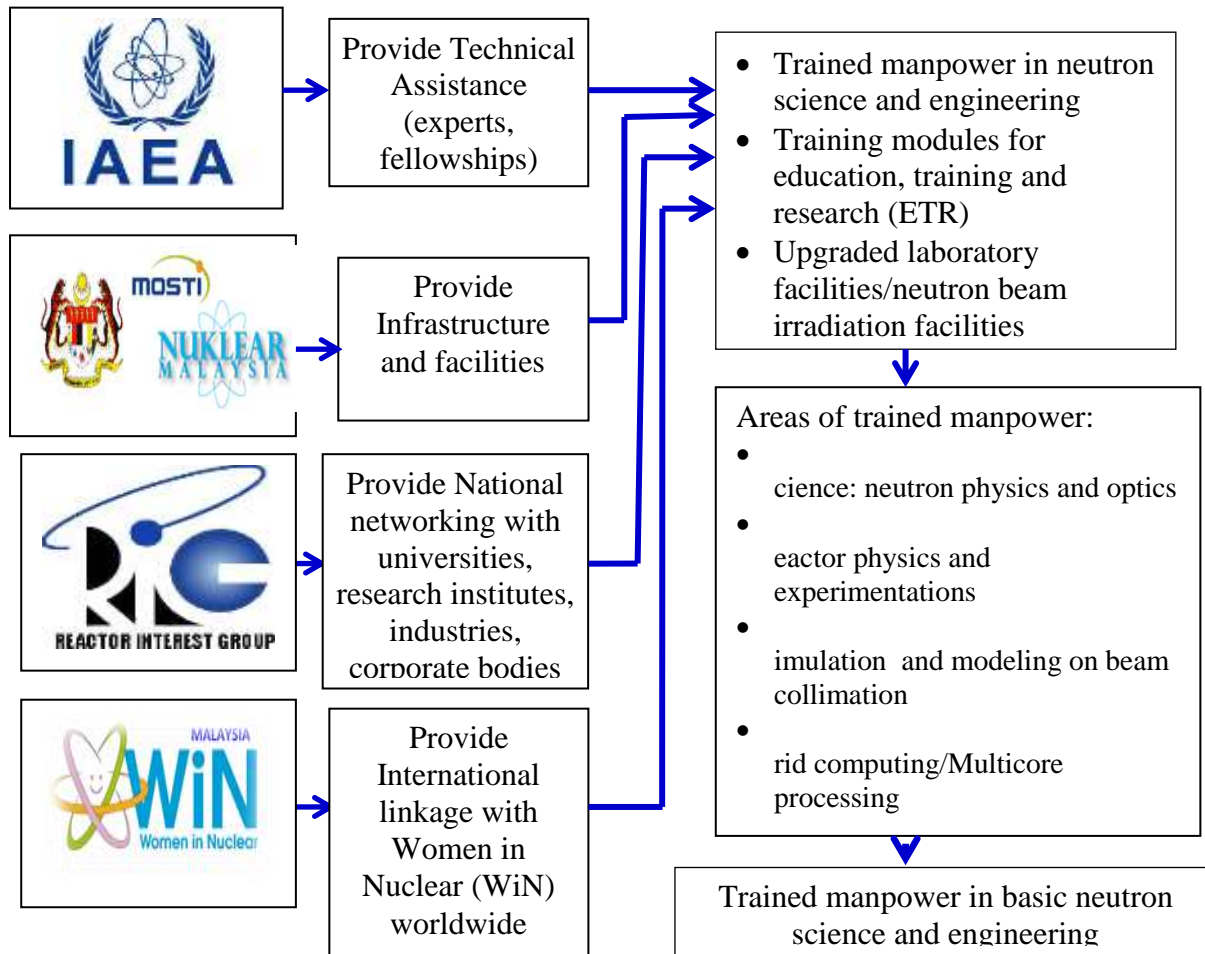 IAEA
Provide Technical
Assistance
(experts,
fellowships)
MOSTI
NUKLEAR
MALAYSIA
Provide
Infrastructure
and facilities
RIG
REACTOR INTEREST GROUP
Provide National
networking with
universities,
research institutes,
industries,
corporate bodies
MALAYSIA
WiN
Women in Nuclear
Provide
International
linkage with
Women in
Nuclear (WiN)
worldwide
• Trained manpower in neutron
science and engineering
• Training modules for
education, training and
research (ETR)
• Upgraded laboratory
facilities/neutron beam
irradiation facilities
Areas of trained manpower:
•
cience: neutron physics and optics
•
eactor physics and
experimentations
•
imulation and modeling on beam
collimation
•
rid computing/Multicore
processing
Trained manpower in basic neutron
science and engineering